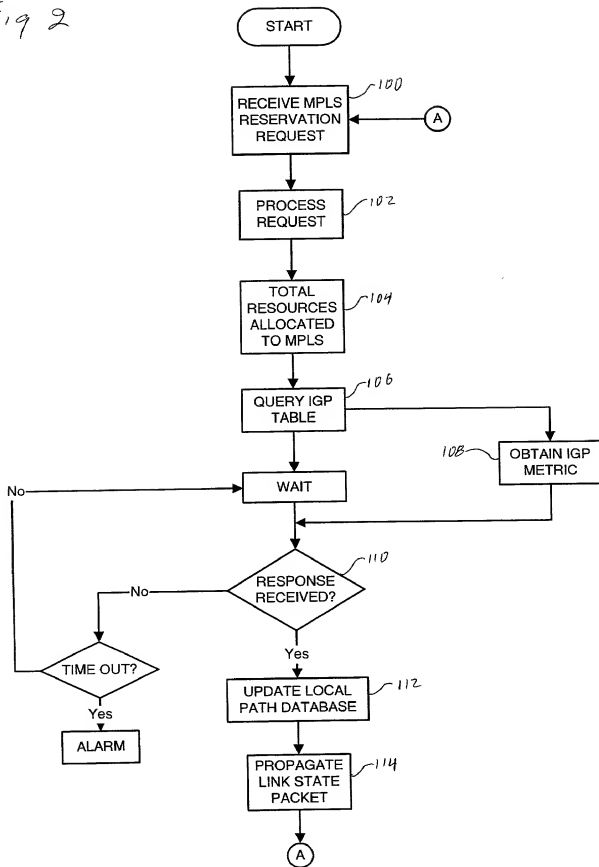 Fig 2
START
100
RECEIVE MPLS
RESERVATION
REQUEST
A
102
PROCESS
REQUEST
TOTAL
RESOURCES
ALLOCATED
TO MPLS
104
106
QUERY IGP
TABLE
108
OBTAIN IGP
METRIC
No
WAIT
110
RESPONSE
RECEIVED?
No
TIME OUT?
Yes
Yes
ALARM
112
UPDATE LOCAL
PATH DATABASE
PROPAGATE
LINK STATE
PACKET
114
A